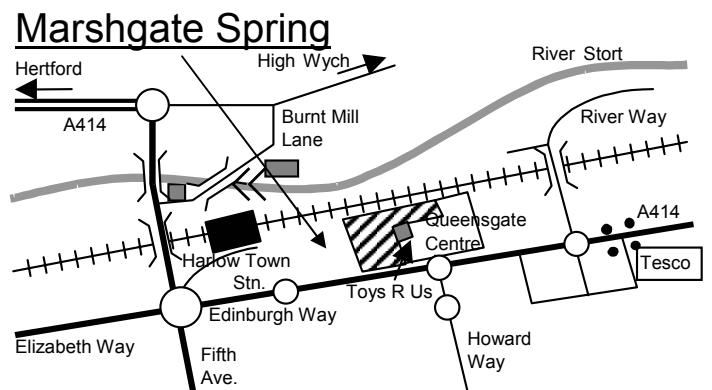 Marshgate Spring
Hertford
High Wych
River Stort
A414
Burnt Mill
Lane
River Way
A414
Queensgate
Centre
Harlow Town
Stn.
Toys R Us
Tesco
Edinburgh Way
Elizabeth Way
Fifth
Ave.
Howard
Way